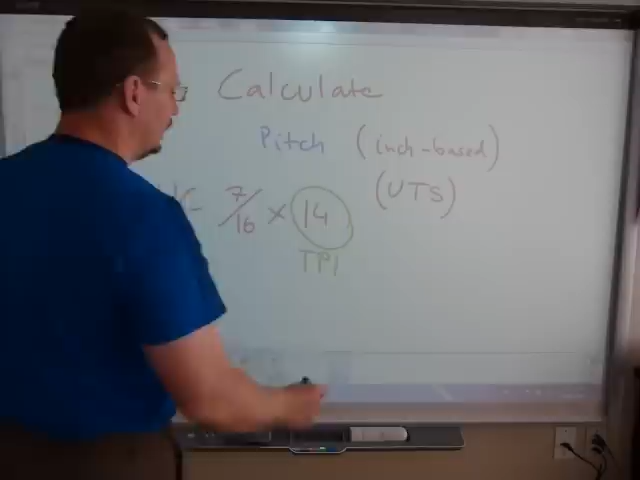 Calculate
Pitch (inch-based)
(UTS)
7/16 x 14
TPI